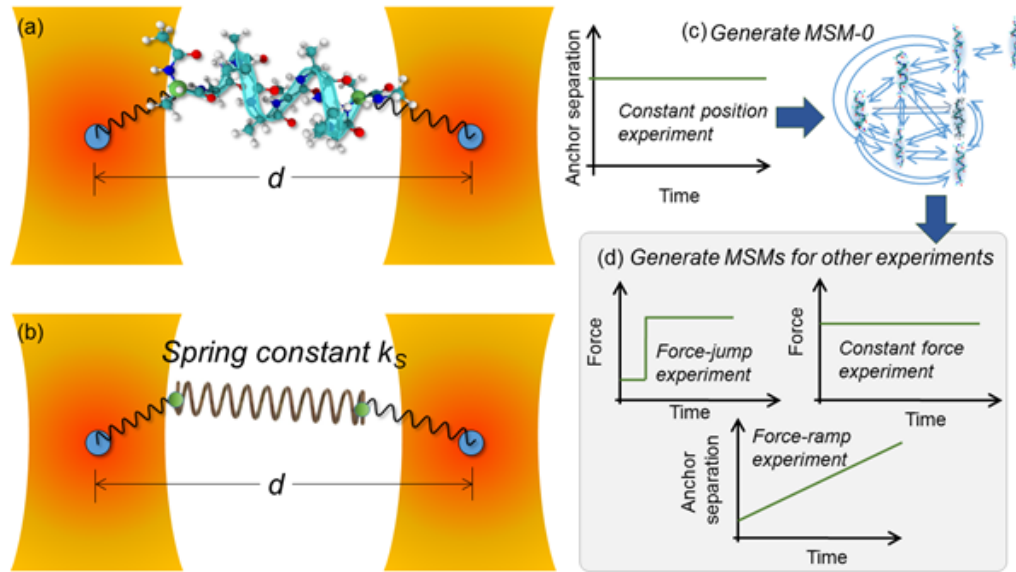 (a)
d
(b)
Spring constant kS
d
(c) Generate MSM-0
Anchor separation
Constant position
experiment
Time
(d) Generate MSMs for other experiments
Force
Force-jump
experiment
Time
Force
Constant force
experiment
Time
Anchor
separation
Force-ramp
experiment
Time